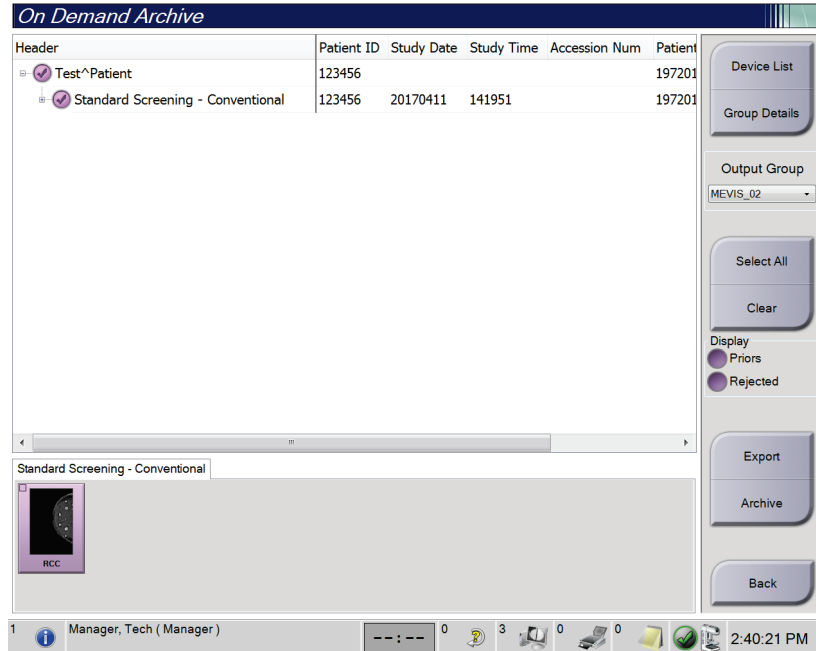 On Demand Archive
Header Patient ID Study Date Study Time Accession Num Patient
Test^Patient 123456 197201
Standard Screening - Conventional 123456 20170411 141951 197201
Device List
Group Details
Output Group
MEVIS_02
Select All
Clear
Display
Priors
Rejected
Export
Archive
Back
Standard Screening - Conventional
RCC
1 Manager, Tech ( Manager ) --:-- 0 3 0 0 2:40:21 PM